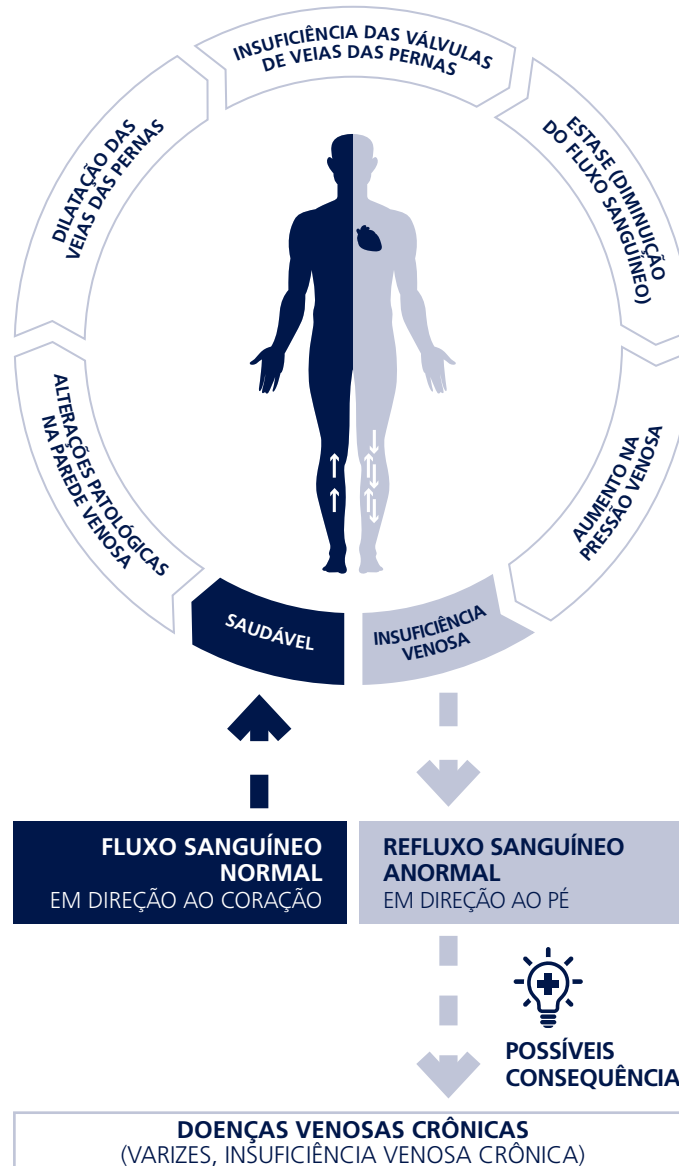 INSUFICIÊNCIA DAS VÁLVULAS
DE VEIAS DAS PERNAS
ESTASE (DIMINUIÇÃO
DO FLUXO SANGUÍNEO)
AUMENTO NA
PRESSÃO VENOSA
INSUFICIÊNCIA
VENOSA
SAUDÁVEL
ALTERAÇÕES PATOLÓGICAS
NA PAREDE VENOSA
DILATAÇÃO DAS
VEIAS DAS PERNAS
FLUXO SANGUÍNEO
NORMAL
EM DIREÇÃO AO CORAÇÃO
REFLUXO SANGUÍNEO
ANORMAL
EM DIREÇÃO AO PÉ
POSSÍVEIS
CONSEQUÊNCIA
DOENÇAS VENOSAS CRÔNICAS
(VARIZES, INSUFICIÊNCIA VENOSA CRÔNICA)